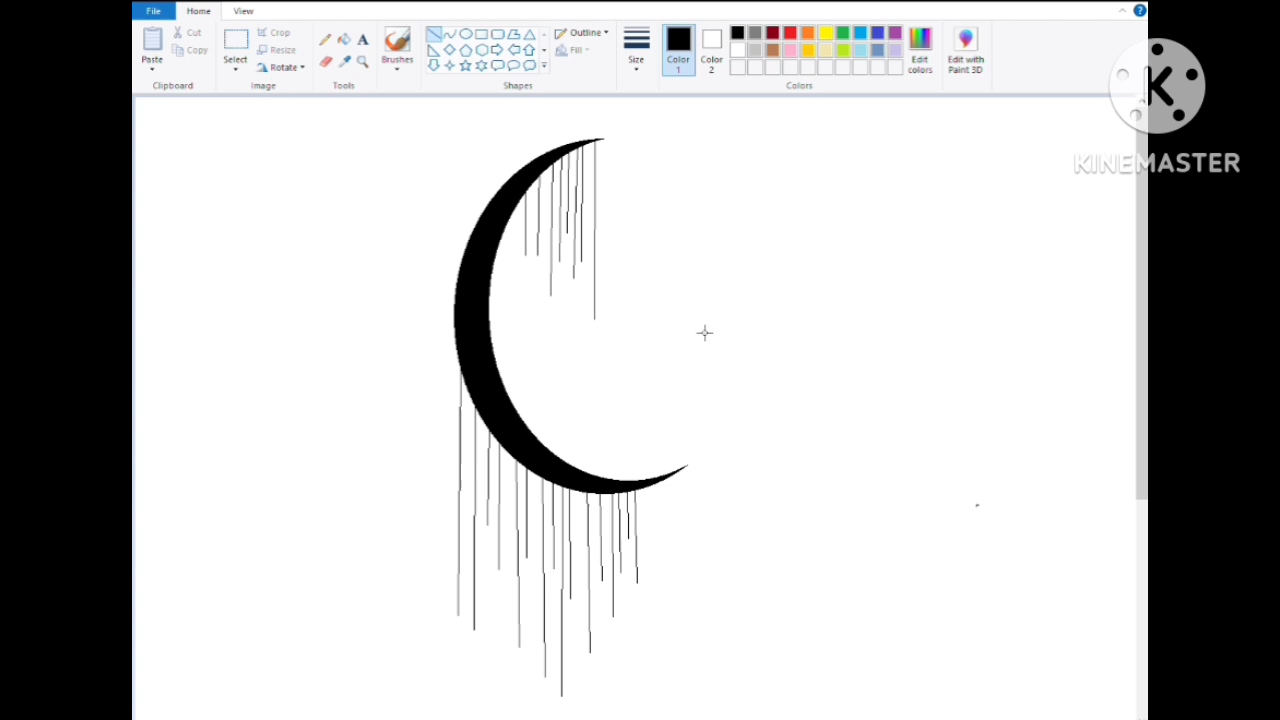 File Home View
Cut
Copy
Paste
Clipboard
Crop
Resize
Rotate
Select
Image
A
Tools
Brushes
Outline
Fill
Shapes
Size
Color 1
Color 2
Edit colors
Colors
Edit with Paint 3D
?
K
KINEMASTER